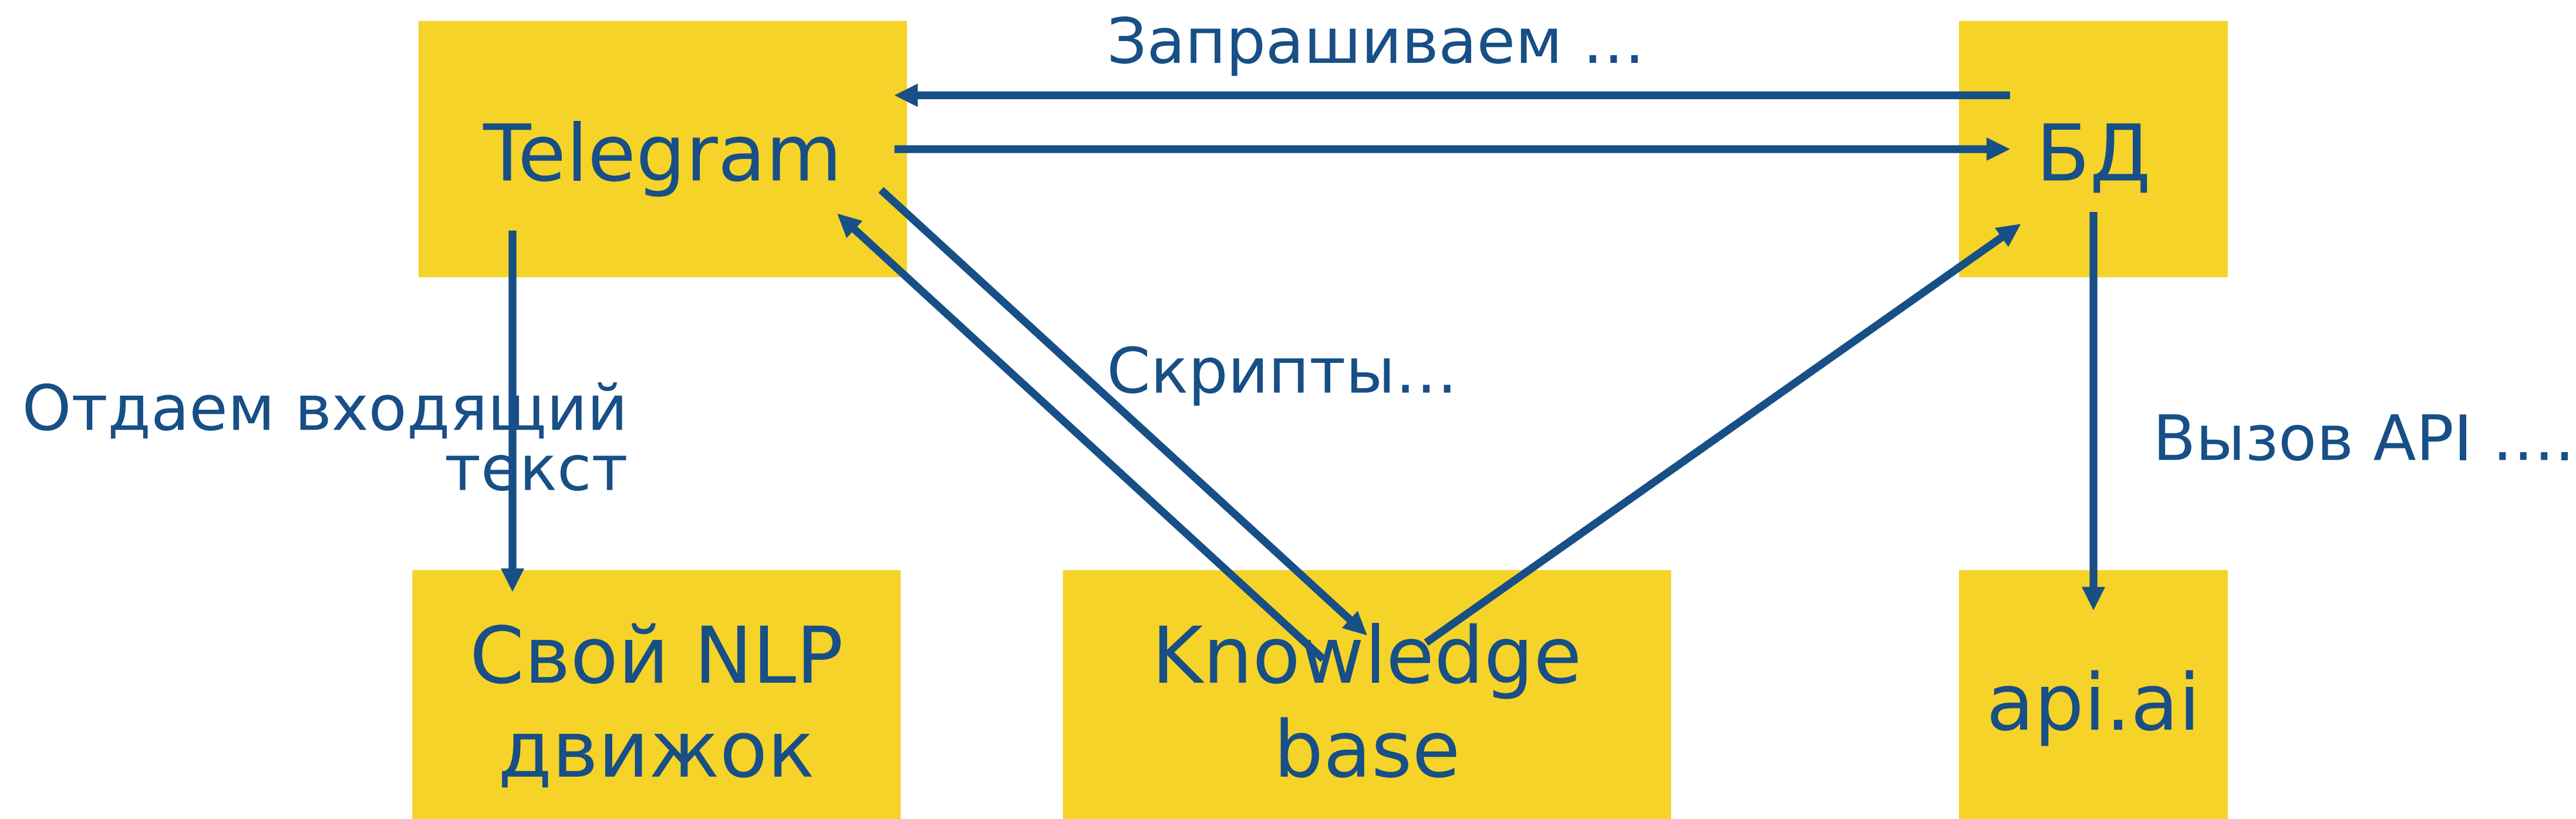 Запрашиваем ...
Telegram
БД
Скрипты...
Отдаем входящий
текст
Вызов API ....
Свой NLP
движок
Knowledge
base
api.ai